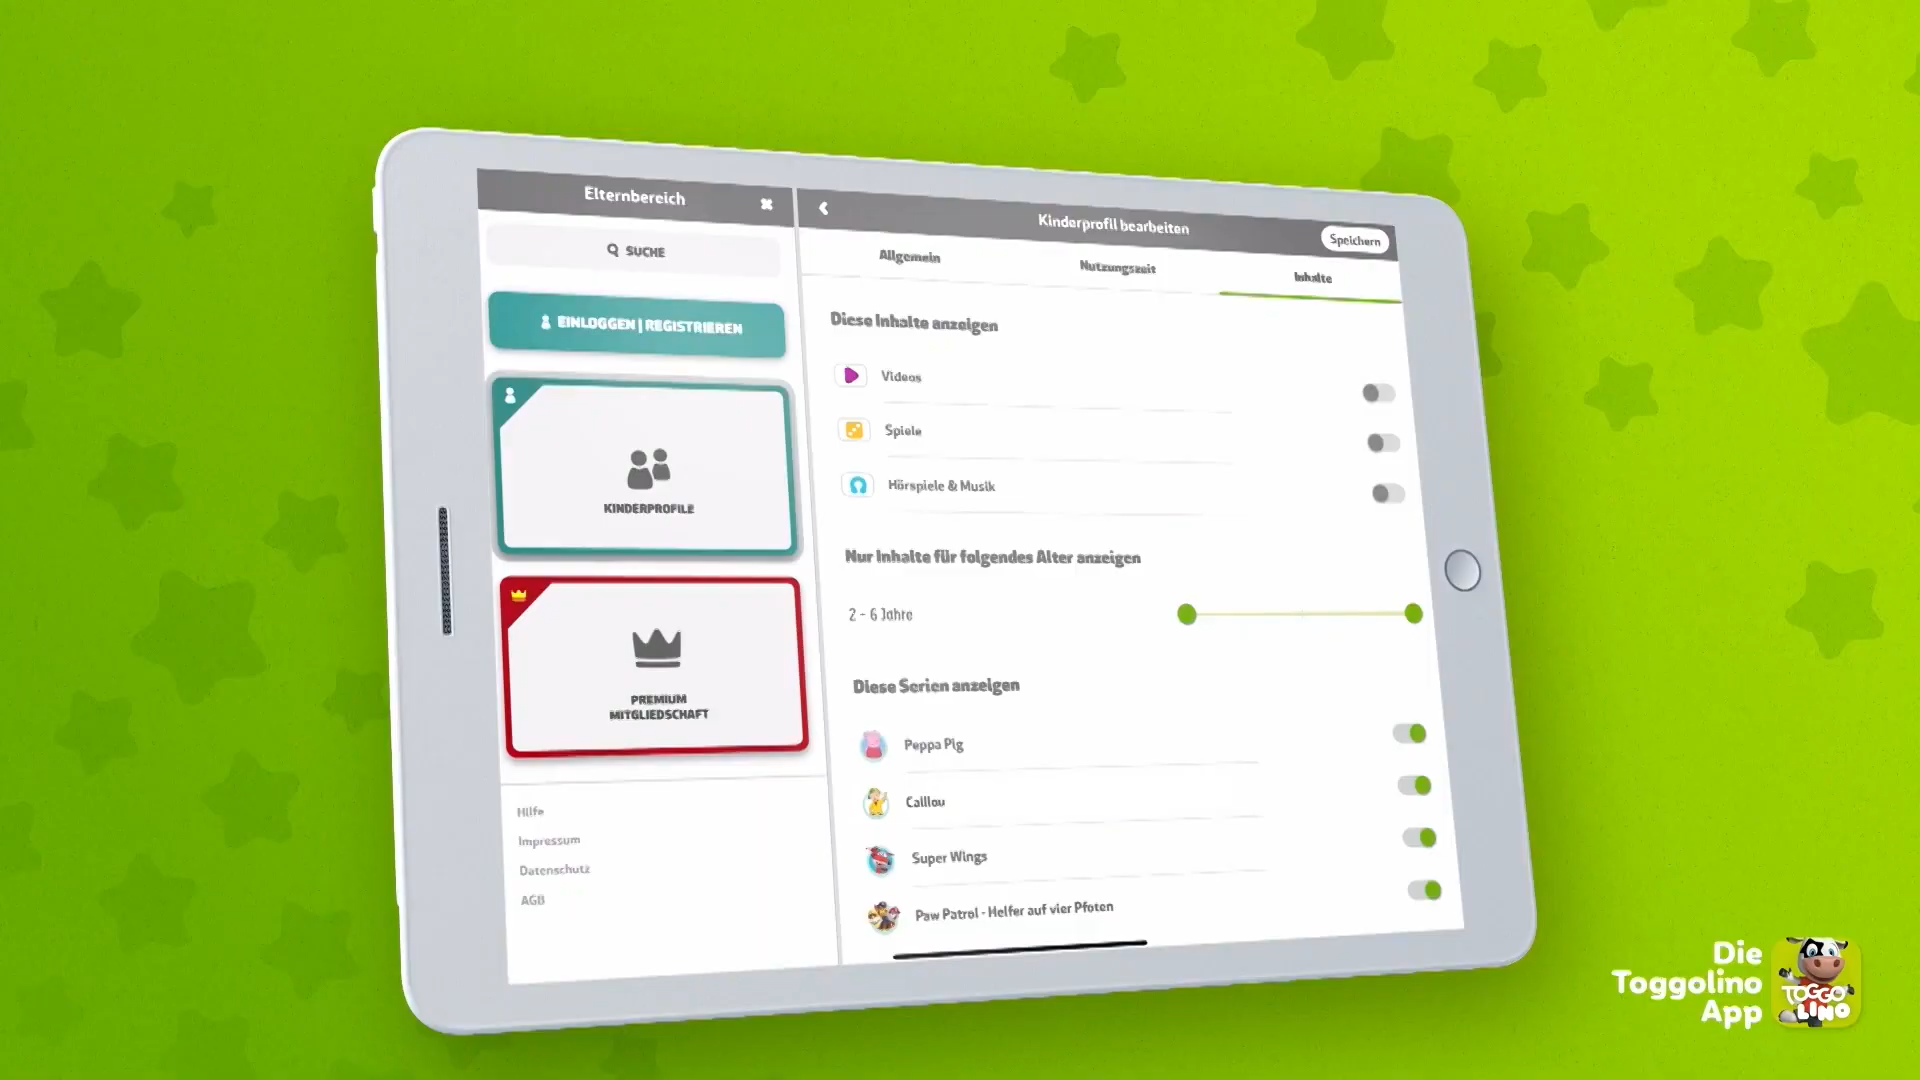 Elternbereich
SUCHE
EINLOGGEN | REGISTRIEREN
KINDERPROFILE
PREMIUM
MITGLIEDSCHAFT
Hilfe
Impressum
Datenschutz
AGB
Kinderprofil bearbeiten
Speichern
Allgemein
Nutzungszeit
Inhalte
Diese Inhalte anzeigen
Videos
Spiele
Hörspiele & Musik
Nur Inhalte für folgendes Alter anzeigen
2 - 6 Jahre
Diese Serien anzeigen
Peppa Pig
Caillou
Super Wings
Paw Patrol - Helfer auf vier Pfoten
Die
Toggolino
App
TOGGO
LINO